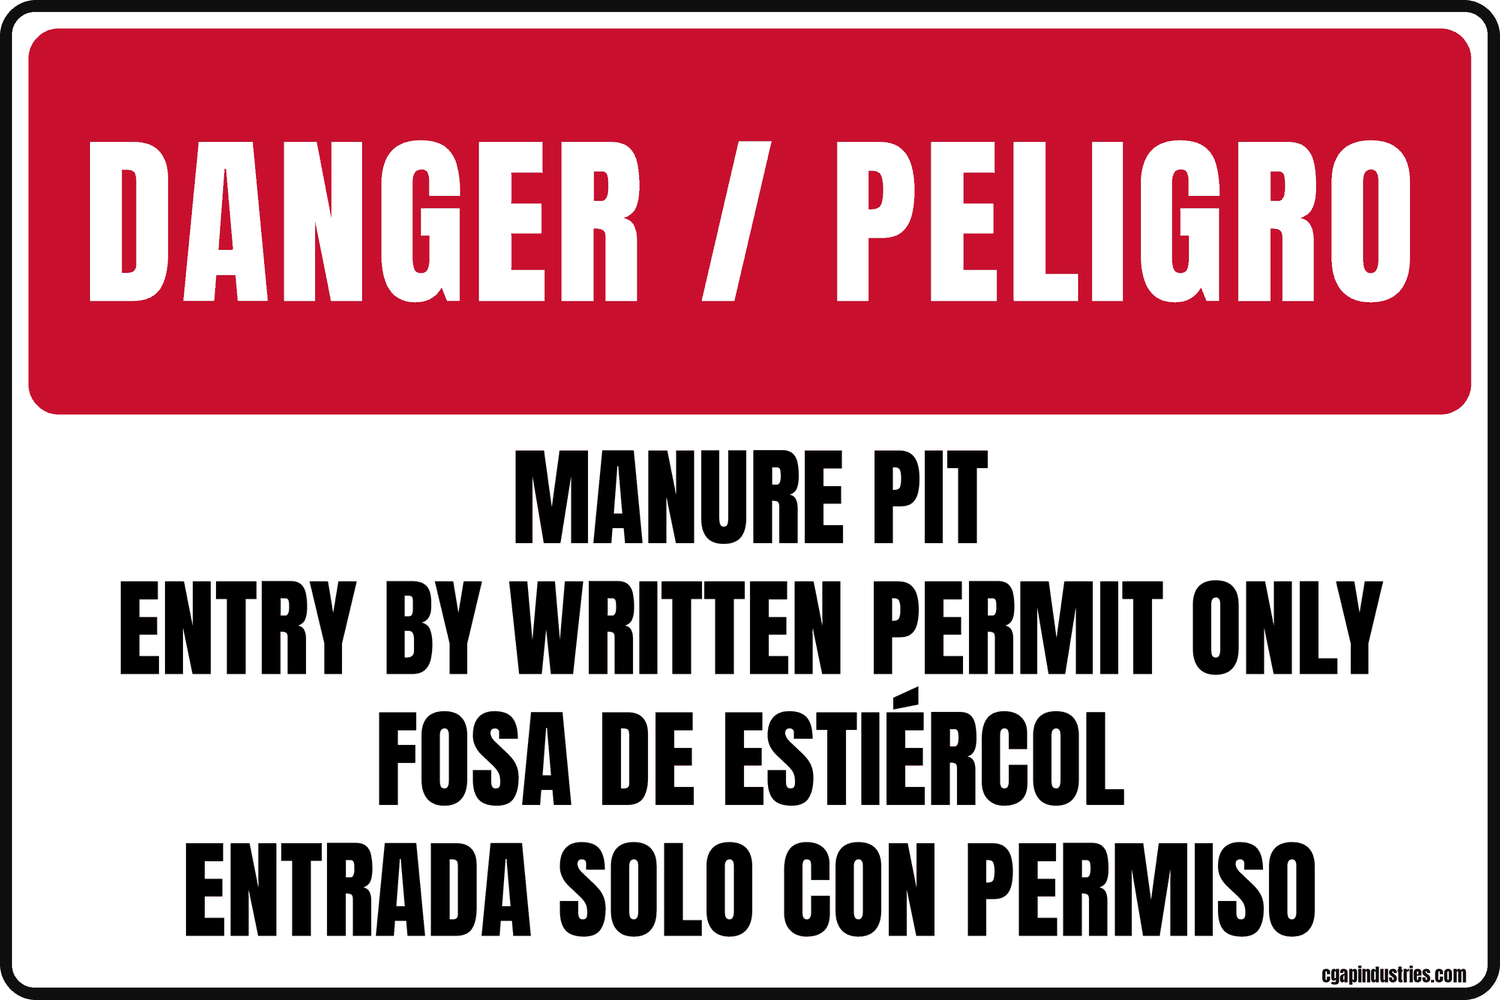 DANGER / PELIGRO
MANURE PIT
ENTRY BY WRITTEN PERMIT ONLY
FOSA DE ESTIÉRCOL
ENTRADA SOLO CON PERMISO
cgapindustries.com